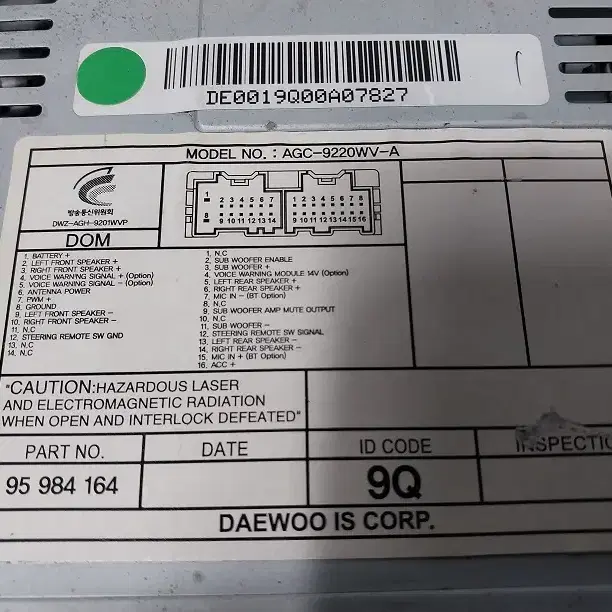 DE0019Q00A07827
MODEL NO. : AGC-9220WV-A
방송통신위원회
DWZ-AGH-9201WVP
DOM
1 2 3 4 5 6 7
8 9 10 11 12 13 14
1 2 3 4 5 6 7 8
9 10 11 12 13 14 15 16
1. BATTERY +
2. LEFT FRONT SPEAKER +
3. RIGHT FRONT SPEAKER +
4. VOICE WARNING SIGNAL + (Option)
5. VOICE WARNING SIGNAL - (Option)
6. ANTENNA POWER
7. PWM +
8. GROUND
9. LEFT FRONT SPEAKER -
10. RIGHT FRONT SPEAKER -
11. N.C
12. STEERING REMOTE SW GND
13. N.C
14. N.C
1. N.C
2. SUB WOOFER ENABLE
3. SUB WOOFER +
4. VOICE WARNING MODULE 14V (Option)
5. LEFT REAR SPEAKER +
6. RIGHT REAR SPEAKER +
7. MIC IN - (BT Option)
8. N.C
9. SUB WOOFER AMP MUTE OUTPUT
10. N.C
11. SUB WOOFER -
12. STEERING REMOTE SW SIGNAL
13. LEFT REAR SPEAKER -
14. RIGHT REAR SPEAKER -
15. MIC IN + (BT Option)
16. ACC +
"CAUTION:HAZARDOUS LASER
AND ELECTROMAGNETIC RADIATION
WHEN OPEN AND INTERLOCK DEFEATED"
PART NO. DATE ID CODE INSPECTIO
95 984 164 9Q
DAEWOO IS CORP.